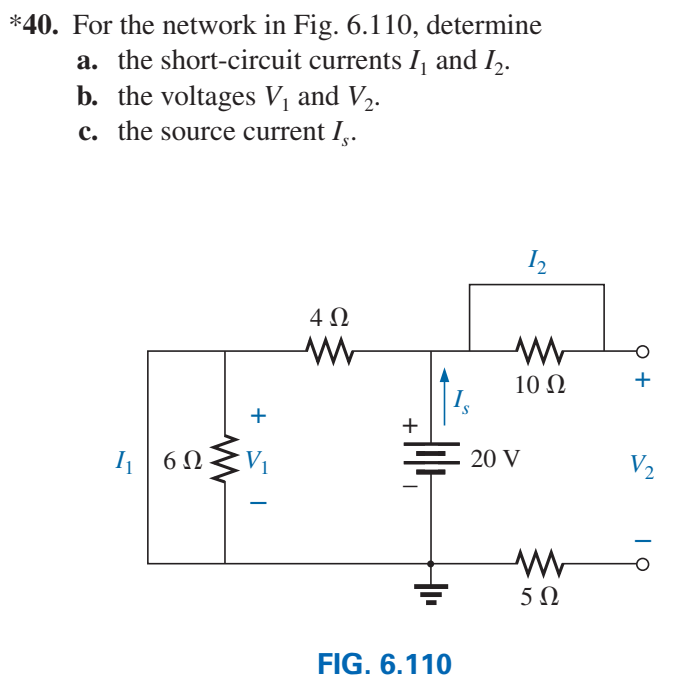 *40. For the network in Fig. 6.110, determine
a. the short-circuit currents I₁ and I₂.
b. the voltages V₁ and V₂.
c. the source current Iₛ.
I₂
4 Ω
10 Ω
+
Iₛ
+
+
I₁
6 Ω
V₁
20 V
V₂
–
–
–
5 Ω
FIG. 6.110